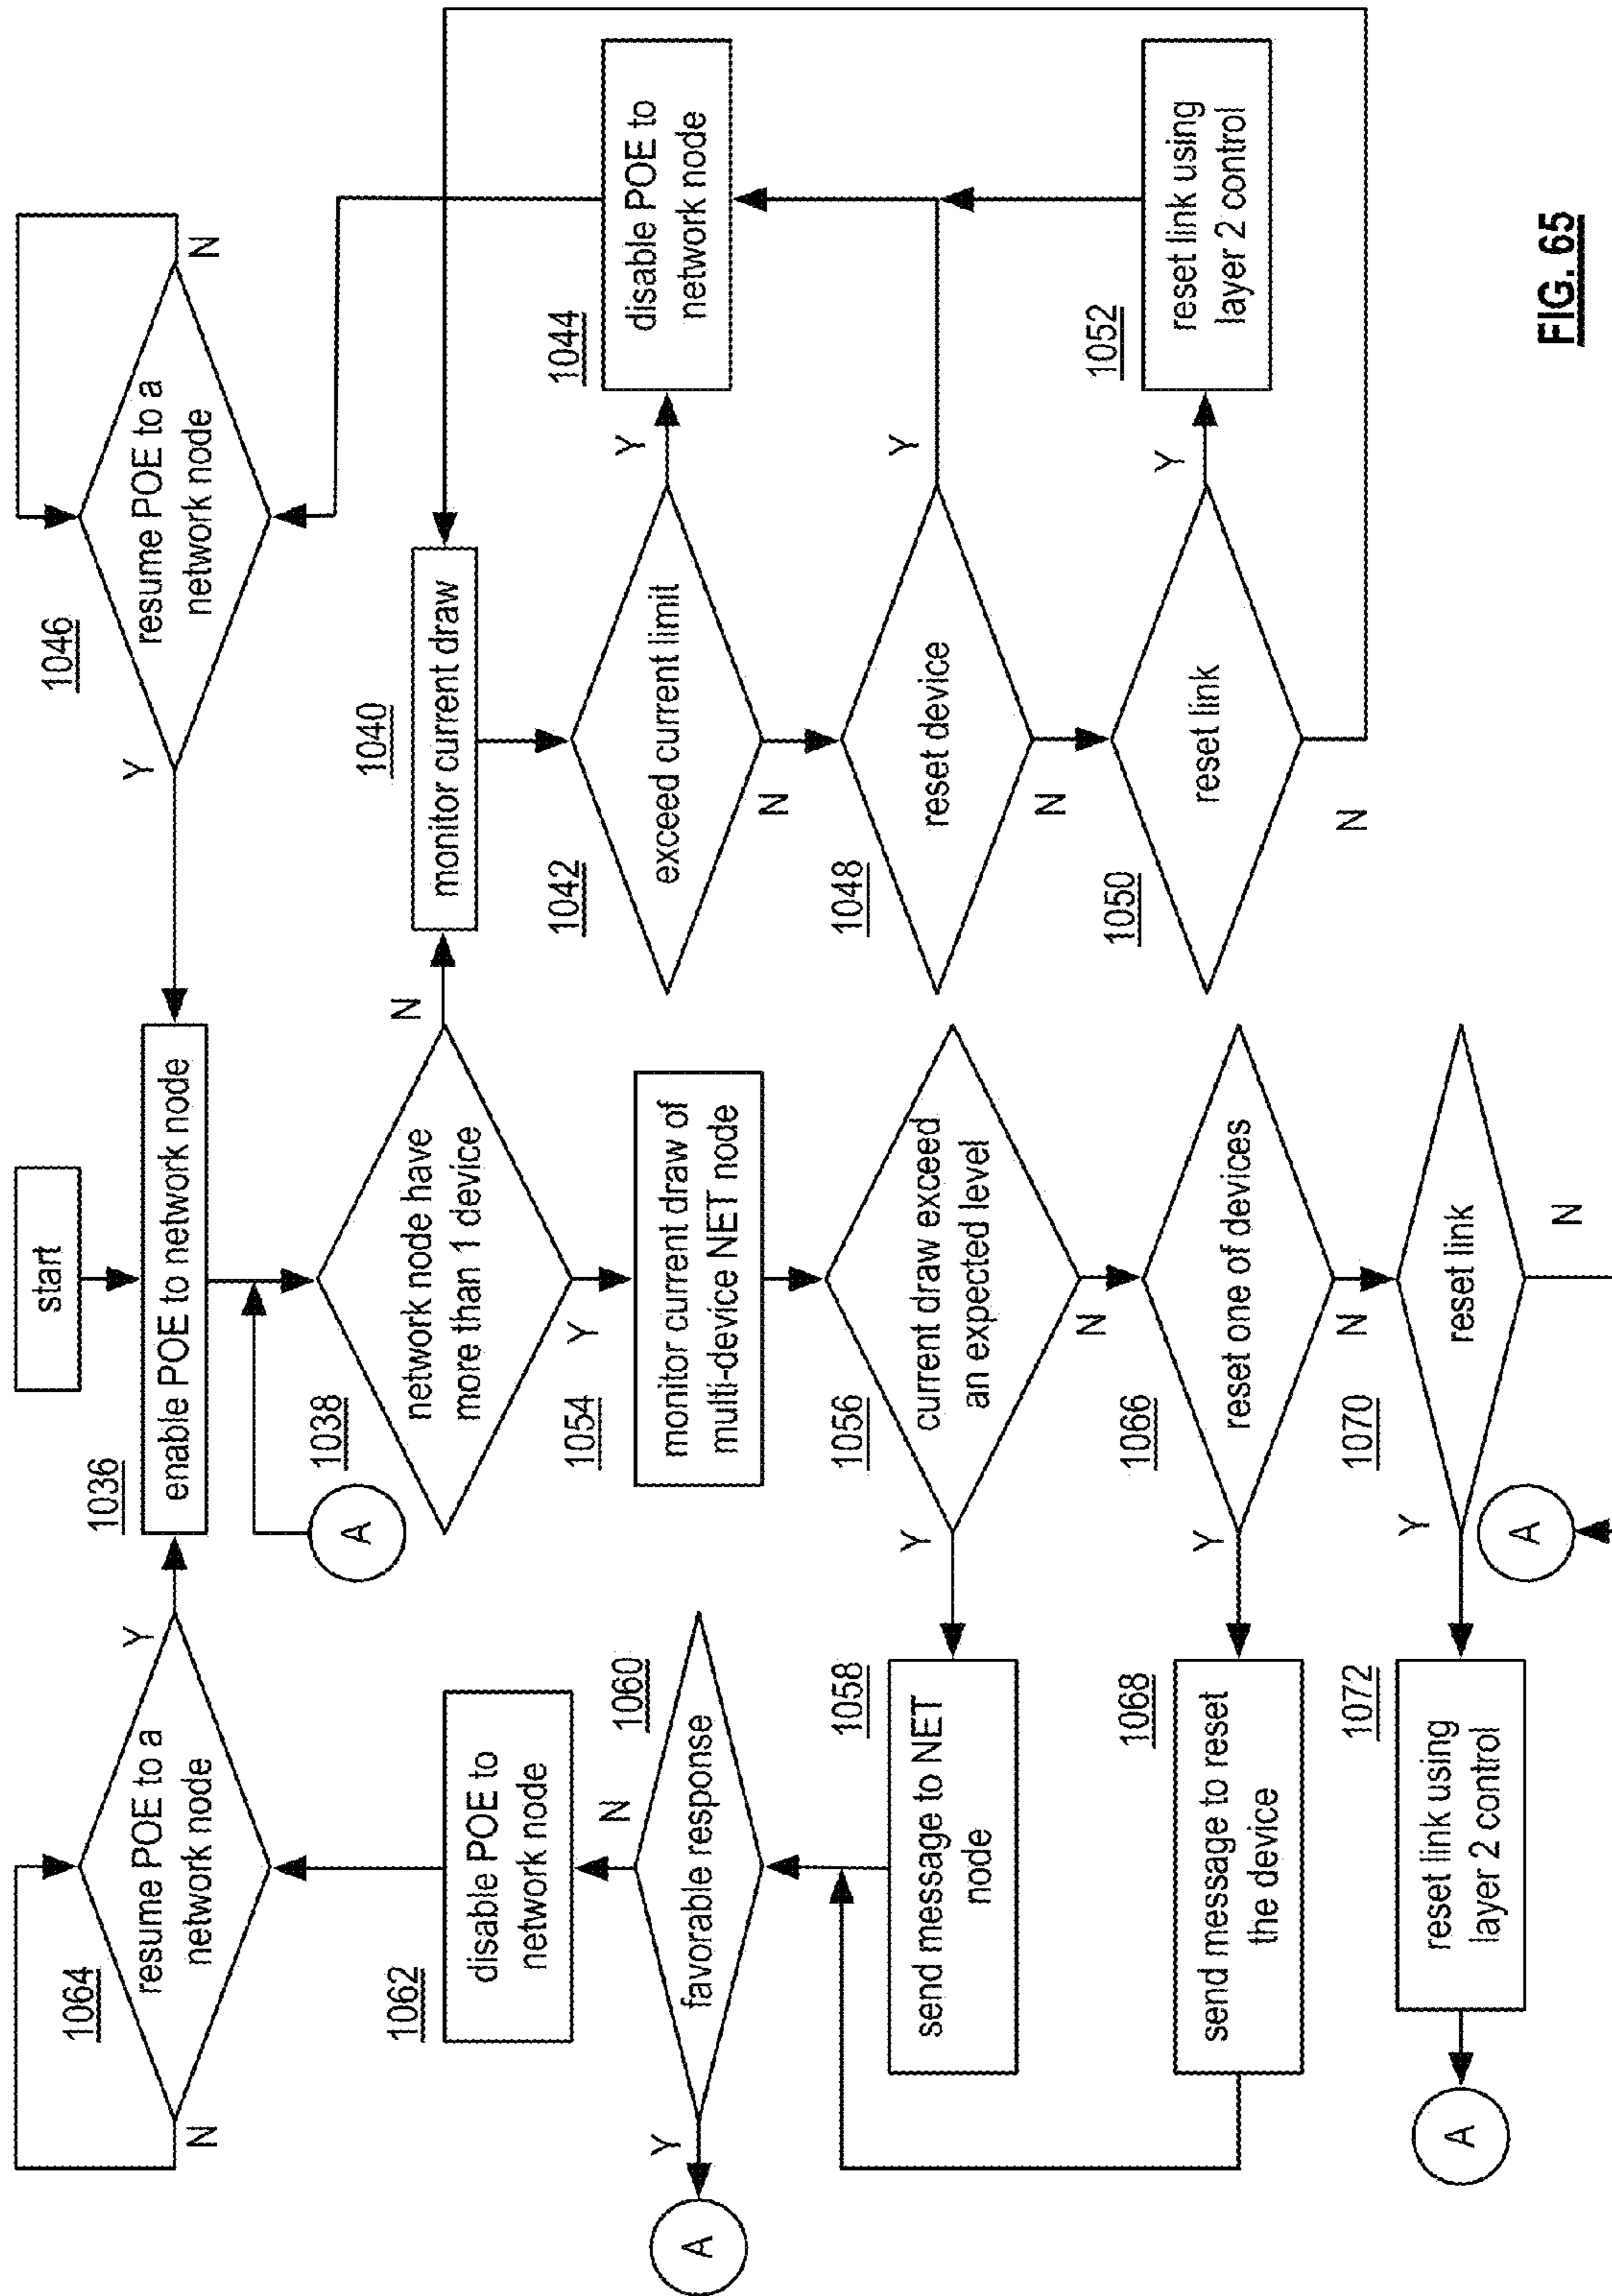 start
1036
enable POE to network node
1064
resume POE to a
network node
Y
N
1046
resume POE to a
network node
Y
N
A
1038
network node have
more than 1 device
N
Y
1040
monitor current draw
1042
exceed current limit
Y
N
1044
disable POE to
network node
1048
reset device
Y
N
1050
reset link
Y
N
1052
reset link using
layer 2 control
1054
monitor current draw of
multi-device NET node
1056
current draw exceed
an expected level
Y
N
1058
send message to NET
node
1060
favorable response
N
Y
A
1062
disable POE to
network node
1066
reset one of devices
Y
N
1068
send message to reset
the device
1070
reset link
Y
N
A
1072
reset link using
layer 2 control
A
FIG. 65